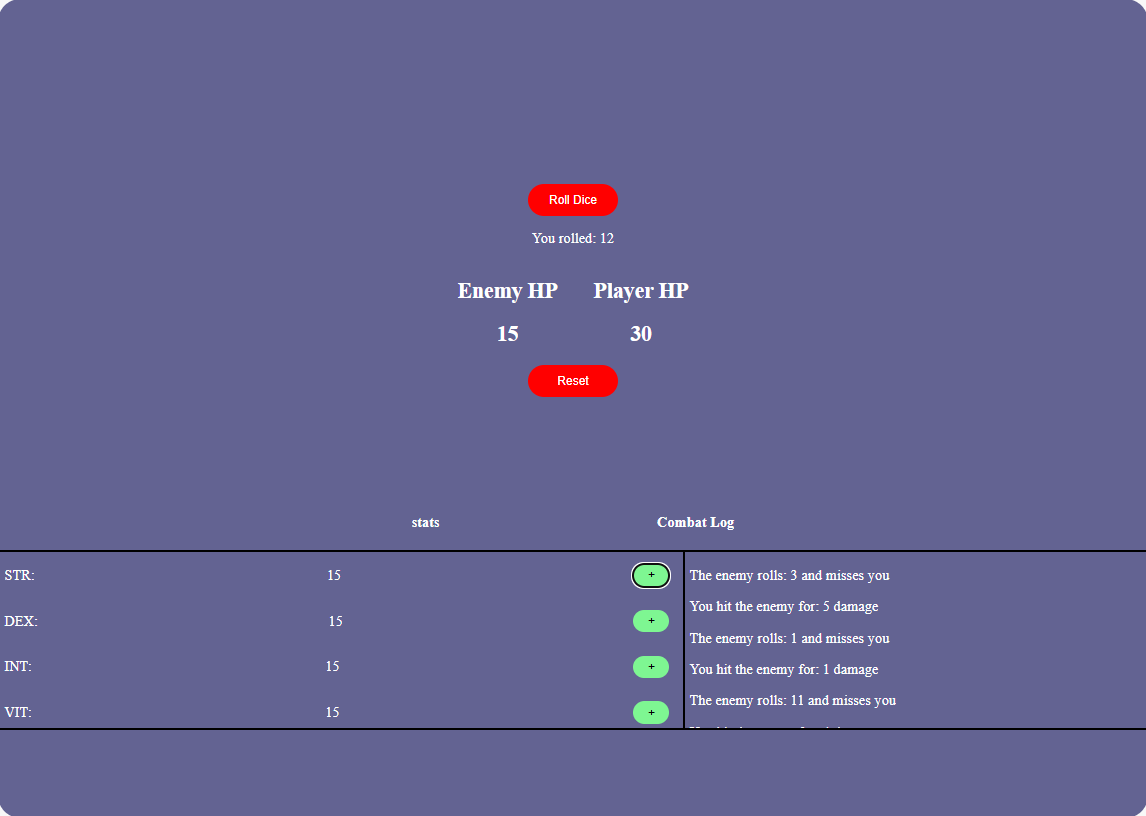 Roll Dice
You rolled: 12
Enemy HP Player HP
15 30
Reset
stats Combat Log
STR: 15 +
DEX: 15 +
INT: 15 +
VIT: 15 +
The enemy rolls: 3 and misses you
You hit the enemy for: 5 damage
The enemy rolls: 1 and misses you
You hit the enemy for: 1 damage
The enemy rolls: 11 and misses you